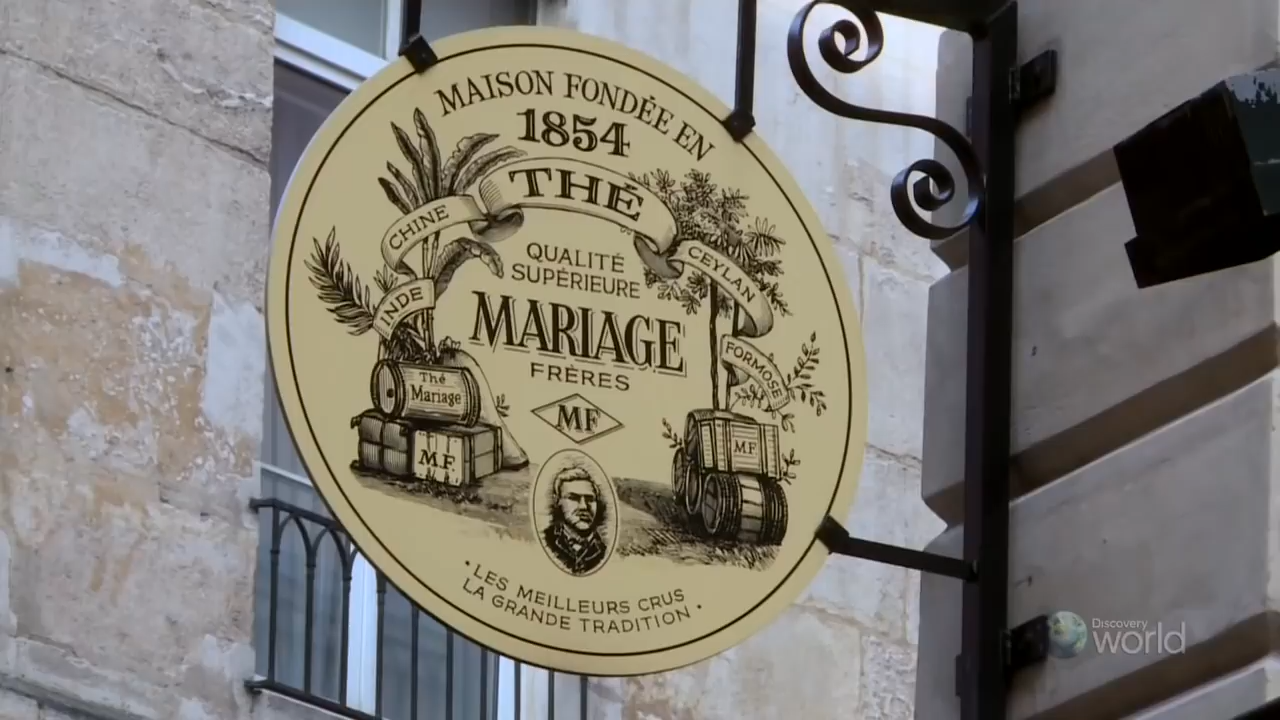 MAISON FONDÉE EN
1854
THÉ
CHINE
CEYLAN
INDE
FORMOSE
QUALITÉ
SUPÉRIEURE
MARIAGE
FRÈRES
MF
Thé
Mariage
M.F.
MF
• LES MEILLEURS CRUS
LA GRANDE TRADITION •
Discovery
world